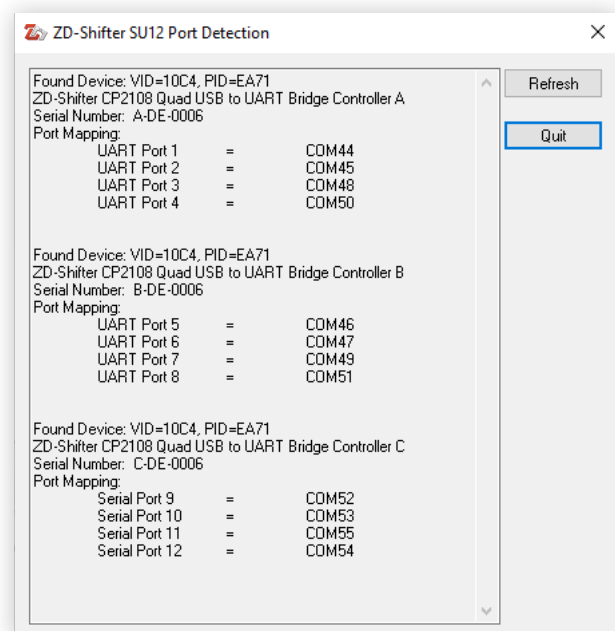 ZD-Shifter SU12 Port Detection
Found Device: VID=10C4, PID=EA71
ZD-Shifter CP2108 Quad USB to UART Bridge Controller A
Serial Number: A-DE-0006
Port Mapping:
UART Port 1 = COM44
UART Port 2 = COM45
UART Port 3 = COM48
UART Port 4 = COM50
Found Device: VID=10C4, PID=EA71
ZD-Shifter CP2108 Quad USB to UART Bridge Controller B
Serial Number: B-DE-0006
Port Mapping:
UART Port 5 = COM46
UART Port 6 = COM47
UART Port 7 = COM49
UART Port 8 = COM51
Found Device: VID=10C4, PID=EA71
ZD-Shifter CP2108 Quad USB to UART Bridge Controller C
Serial Number: C-DE-0006
Port Mapping:
Serial Port 9 = COM52
Serial Port 10 = COM53
Serial Port 11 = COM55
Serial Port 12 = COM54
Refresh
Quit